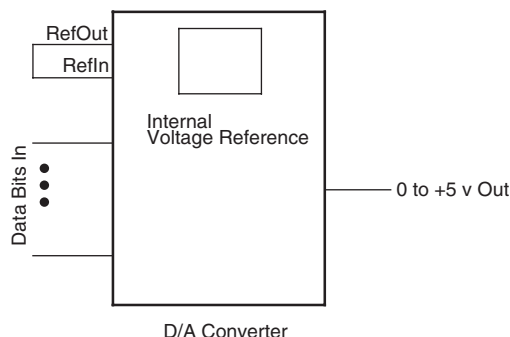 RefOut
RefIn
Internal
Voltage Reference
Data Bits In
0 to +5 v Out
D/A Converter